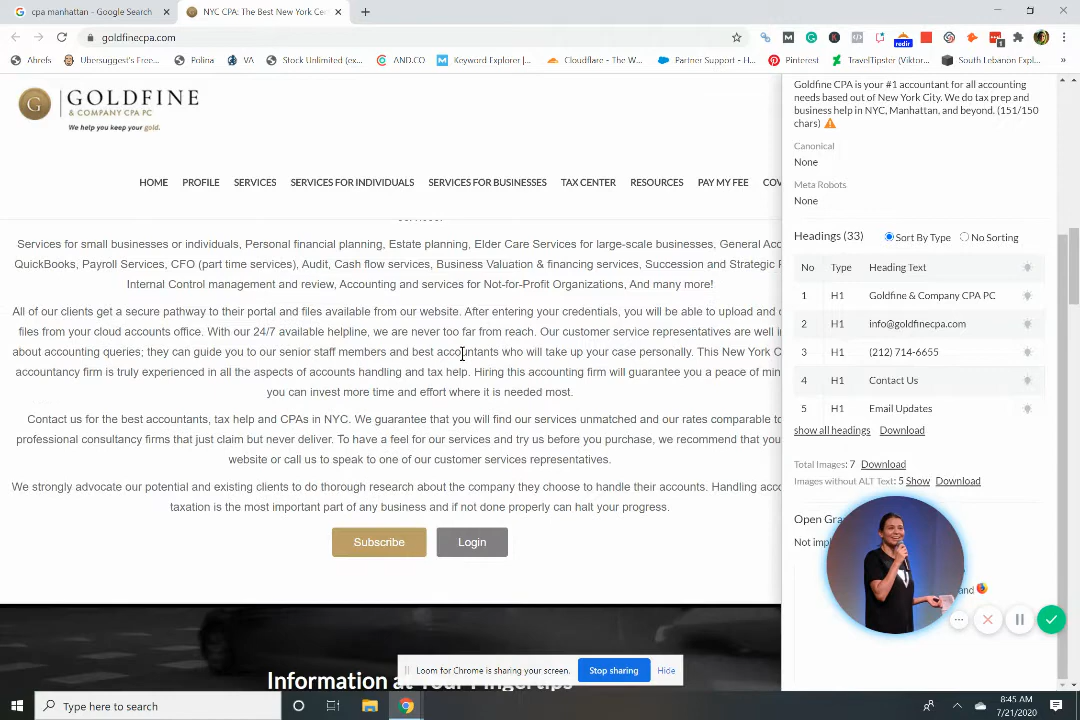 cpa manhattan - Google Search
NYC CPA: The Best New York Ce
goldfinecpa.com
redir
1
Ahrefs
Ubersuggest's Free...
Polina
VA
Stock Unlimited (ex...
AND.CO
Keyword Explorer |...
Cloudflare - The W...
Partner Support - H...
Pinterest
TravelTipster (Viktor...
South Lebanon Expl...
G
GOLDFINE
& COMPANY CPA PC
We help you keep your gold.
HOME
PROFILE
SERVICES
SERVICES FOR INDIVIDUALS
SERVICES FOR BUSINESSES
TAX CENTER
RESOURCES
PAY MY FEE
COV
Services for small businesses or individuals, Personal financial planning, Estate planning, Elder Care Services for large-scale businesses, General Acc
QuickBooks, Payroll Services, CFO (part time services), Audit, Cash flow services, Business Valuation & financing services, Succession and Strategic P
Internal Control management and review, Accounting and services for Not-for-Profit Organizations, And many more!
All of our clients get a secure pathway to their portal and files available from our website. After entering your credentials, you will be able to upload and d
files from your cloud accounts office. With our 24/7 available helpline, we are never too far from reach. Our customer service representatives are well in
about accounting queries; they can guide you to our senior staff members and best accountants who will take up your case personally. This New York C
accountancy firm is truly experienced in all the aspects of accounts handling and tax help. Hiring this accounting firm will guarantee you a peace of min
you can invest more time and effort where it is needed most.
Contact us for the best accountants, tax help and CPAs in NYC. We guarantee that you will find our services unmatched and our rates comparable to
professional consultancy firms that just claim but never deliver. To have a feel for our services and try us before you purchase, we recommend that you
website or call us to speak to one of our customer services representatives.
We strongly advocate our potential and existing clients to do thorough research about the company they choose to handle their accounts. Handling acco
taxation is the most important part of any business and if not done properly can halt your progress.
Subscribe
Login
Information at Your Fingertips
Goldfine CPA is your #1 accountant for all accounting
needs based out of New York City. We do tax prep and
business help in NYC, Manhattan, and beyond. (151/150
chars)
Canonical
None
Meta Robots
None
Headings (33)
Sort By Type
No Sorting
No Type Heading Text
1 H1 Goldfine & Company CPA PC
2 H1 info@goldfinecpa.com
3 H1 (212) 714-6655
4 H1 Contact Us
5 H1 Email Updates
show all headings
Download
Total Images: 7 Download
Images without ALT Text: 5 Show Download
Open Gra
Not impl
and
Loom for Chrome is sharing your screen.
Stop sharing
Hide
Type here to search
8:45 AM
7/21/2020